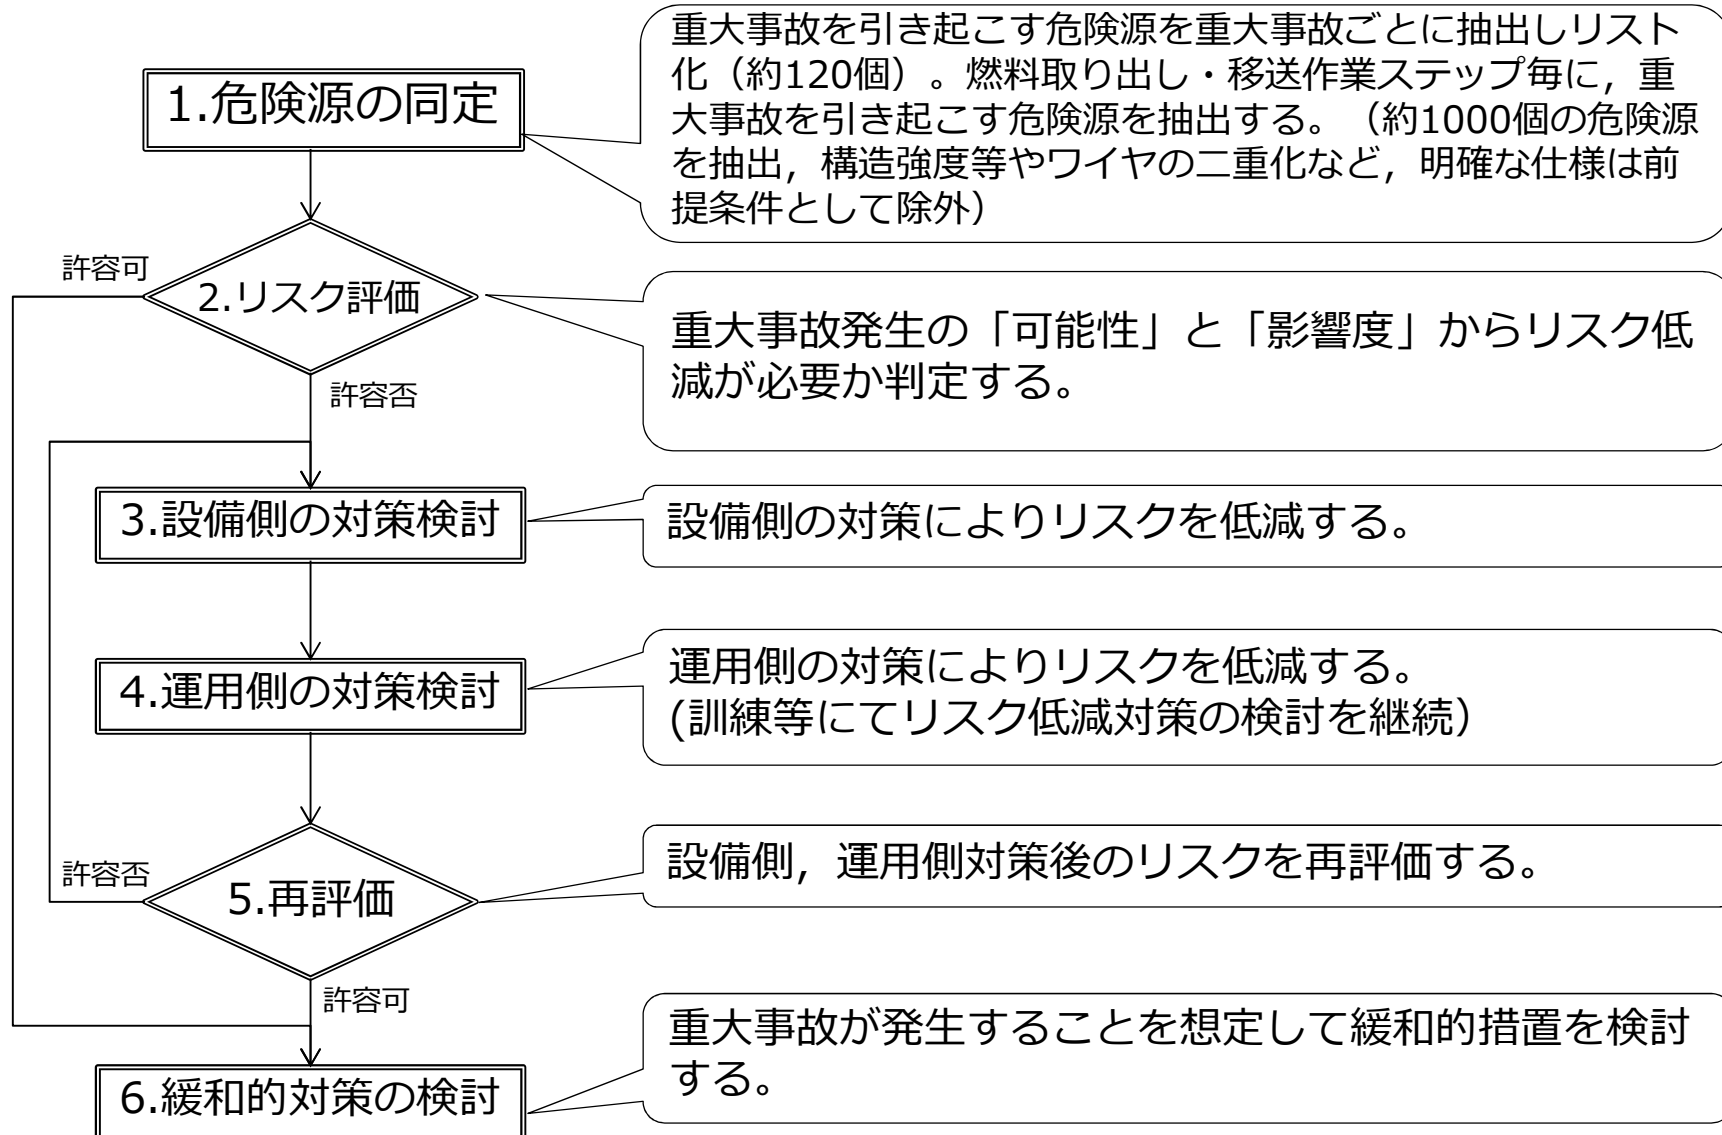 1.危険源の同定
重大事故を引き起こす危険源を重大事故ごとに抽出しリスト
化（約120個）。燃料取り出し・移送作業ステップ毎に，重
大事故を引き起こす危険源を抽出する。（約1000個の危険源
を抽出，構造強度等やワイヤの二重化など，明確な仕様は前
提条件として除外）
許容可
2.リスク評価
重大事故発生の「可能性」と「影響度」からリスク低
減が必要か判定する。
許容否
3.設備側の対策検討
設備側の対策によりリスクを低減する。
4.運用側の対策検討
運用側の対策によりリスクを低減する。
(訓練等にてリスク低減対策の検討を継続）
許容否
5.再評価
設備側，運用側対策後のリスクを再評価する。
許容可
6.緩和的対策の検討
重大事故が発生することを想定して緩和的措置を検討
する。